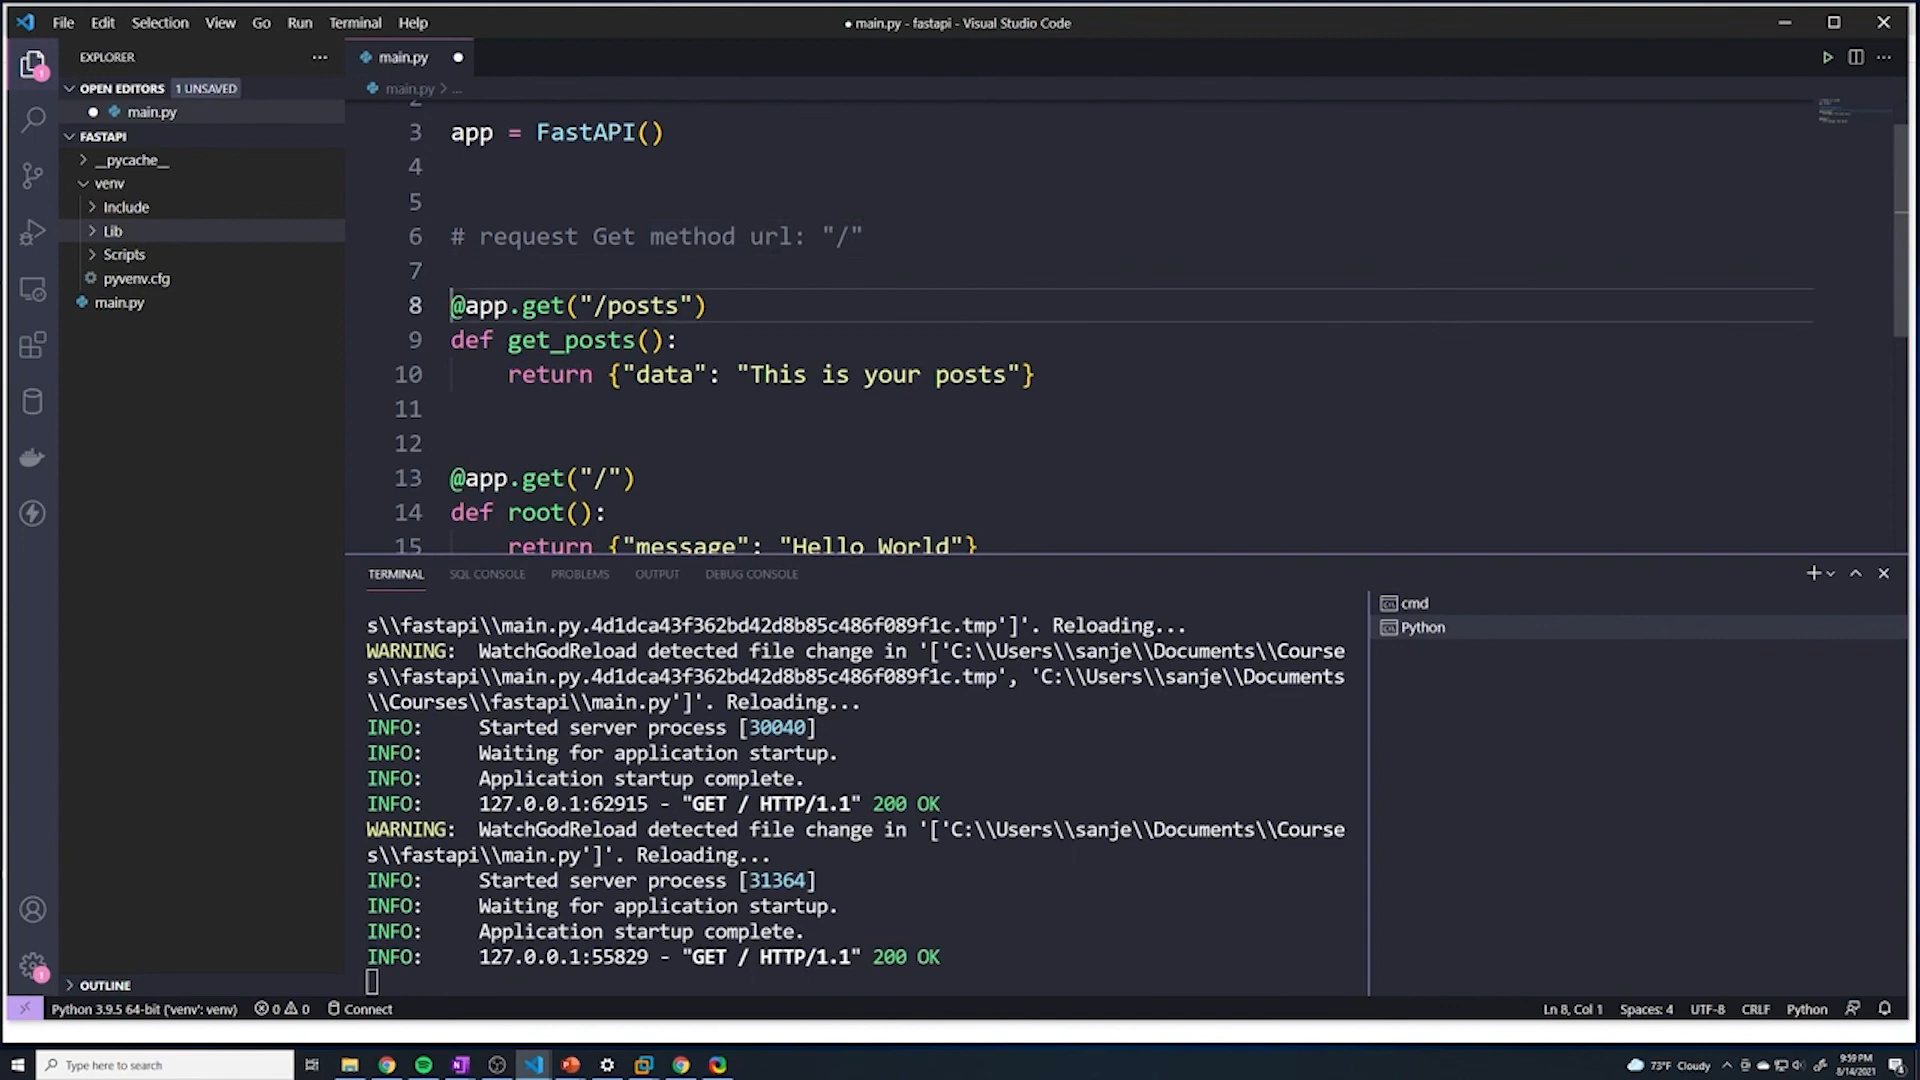 File Edit Selection View Go Run Terminal Help
● main.py - fastapi - Visual Studio Code
EXPLORER
main.py
OPEN EDITORS 1 UNSAVED
main.py > ...
main.py
FASTAPI
__pycache__
venv
Include
Lib
Scripts
pyvenv.cfg
main.py
3 app = FastAPI()
4
5
6 # request Get method url: "/"
7
8 @app.get("/posts")
9 def get_posts():
10 return {"data": "This is your posts"}
11
12
13 @app.get("/")
14 def root():
15 return {"message": "Hello World"}
TERMINAL SQL CONSOLE PROBLEMS OUTPUT DEBUG CONSOLE
cmd
Python
s\\fastapi\\main.py.4d1dca43f362bd42d8b85c486f089f1c.tmp']'. Reloading...
WARNING: WatchGodReload detected file change in '['C:\\Users\\sanje\\Documents\\Course
s\\fastapi\\main.py.4d1dca43f362bd42d8b85c486f089f1c.tmp', 'C:\\Users\\sanje\\Documents
\\Courses\\fastapi\\main.py']'. Reloading...
INFO: Started server process [30040]
INFO: Waiting for application startup.
INFO: Application startup complete.
INFO: 127.0.0.1:62915 - "GET / HTTP/1.1" 200 OK
WARNING: WatchGodReload detected file change in '['C:\\Users\\sanje\\Documents\\Course
s\\fastapi\\main.py']'. Reloading...
INFO: Started server process [31364]
INFO: Waiting for application startup.
INFO: Application startup complete.
INFO: 127.0.0.1:55829 - "GET / HTTP/1.1" 200 OK
OUTLINE
Python 3.9.5 64-bit ('venv': venv) 0 0 Connect
Ln 8, Col 1 Spaces: 4 UTF-8 CRLF Python
Type here to search
73°F Cloudy
9:59 PM
8/14/2021